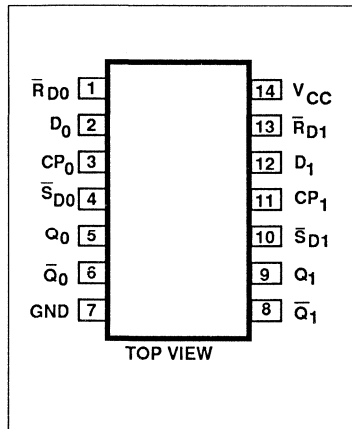 R̅D0 1 14 VCC
D0 2 13 R̅D1
CP0 3 12 D1
S̅D0 4 11 CP1
Q0 5 10 S̅D1
Q̅0 6 9 Q1
GND 7 8 Q̅1
TOP VIEW